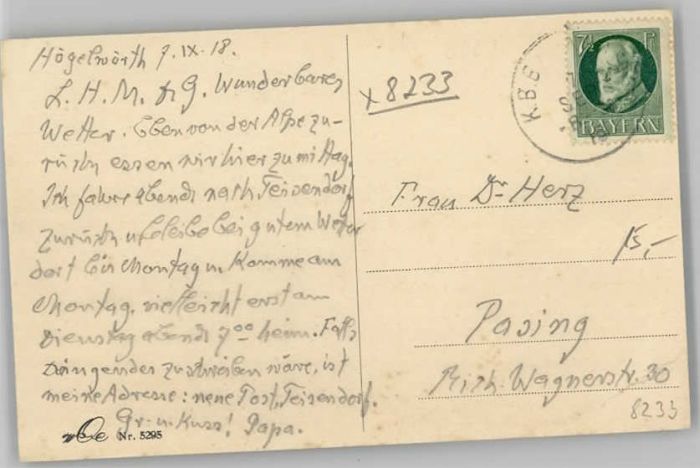 Högelwörth 7.IX.18.
L. H. M. & G. Wunderbares
Wetter. Eben von der Alpe zu-
rück essen wir hier zu mittag.
Ich fahre abends nach Teisendorf
zurück u bleibe bei gutem Wetter
dort bis Montag u. komme am
Montag, vielleicht erst am
Dienstag abends 7⁰⁰ heim. Falls
dringendes zu schreiben wäre, ist
meine Adresse: neue Post, Teisendorf.
Gr. u. Kuss! Papa.
Nr. 5295
x 8233
K.B.B
7½ Pf
BAYERN
Frau Dr Herz
15,-
Pasing
Rich. Wagnerstr. 30
8233